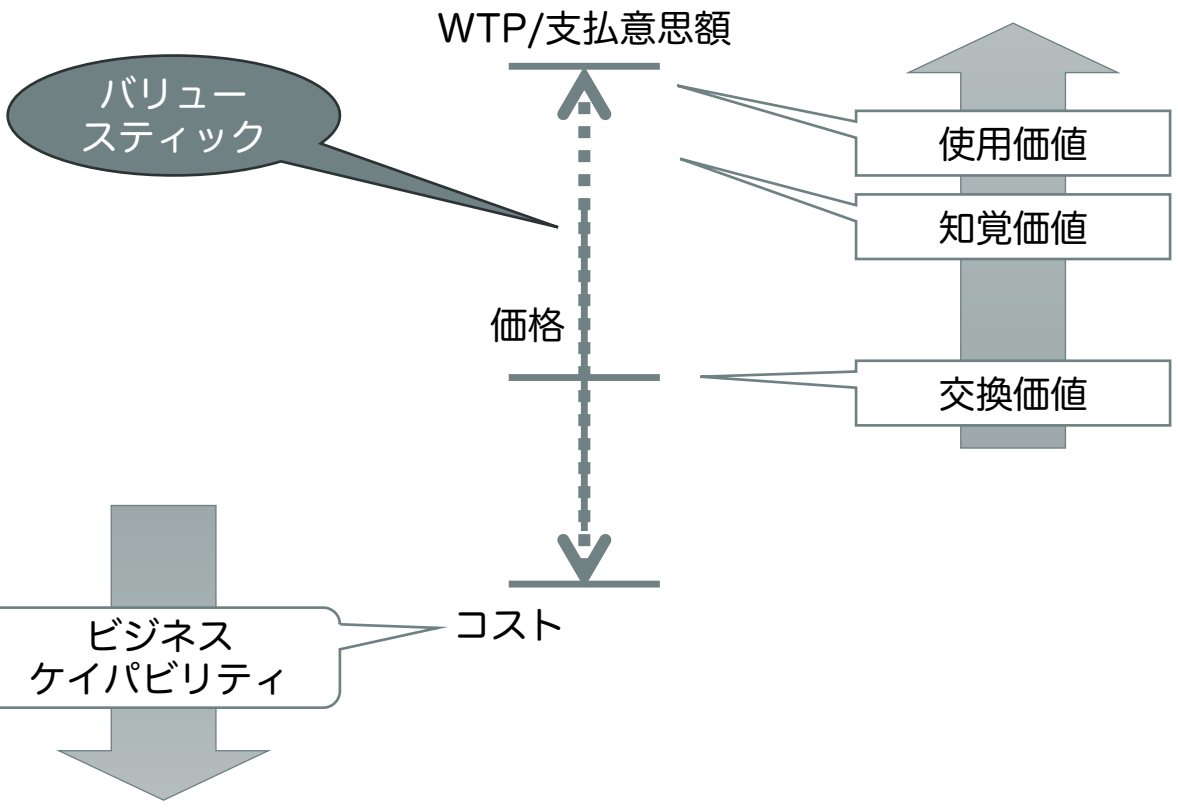 WTP/支払意思額
バリュー
スティック
使用価値
知覚価値
価格
交換価値
コスト
ビジネス
ケイパビリティ